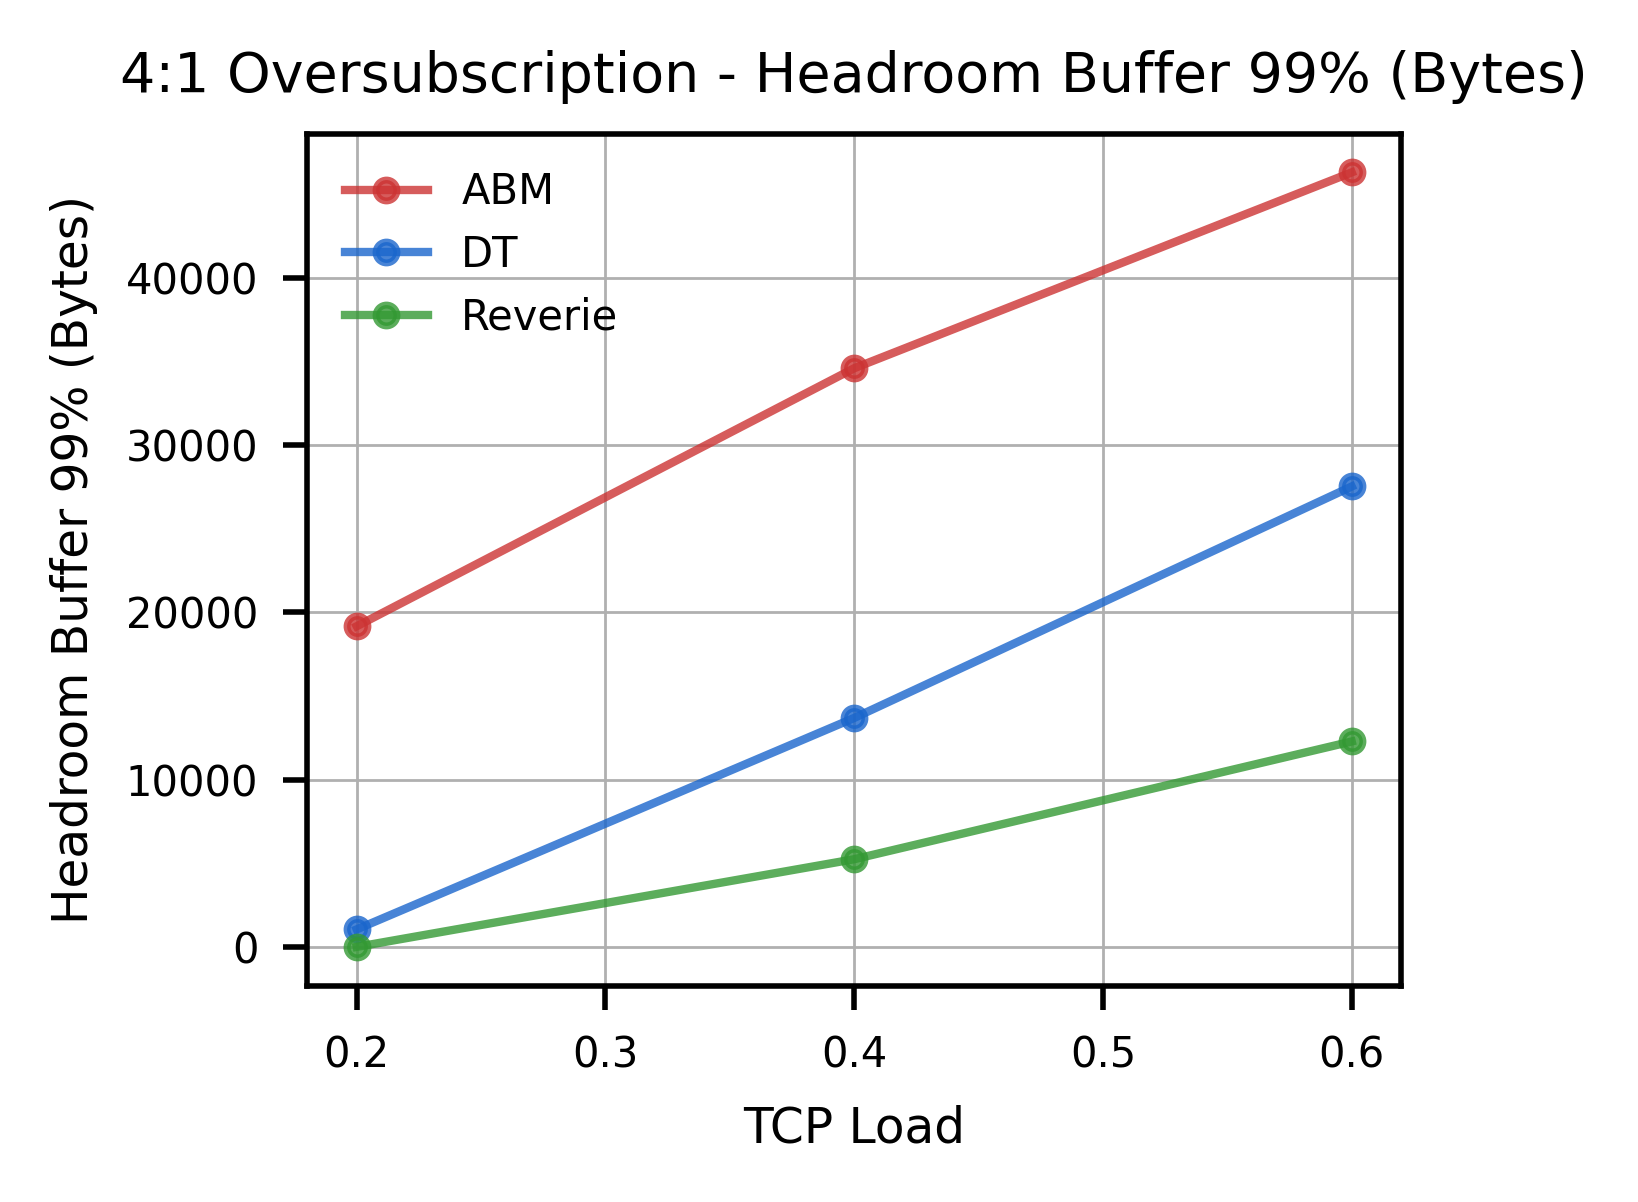 4:1 Oversubscription - Headroom Buffer 99% (Bytes)
Headroom Buffer 99% (Bytes)
ABM
DT
Reverie
40000
30000
20000
10000
0
0.2 0.3 0.4 0.5 0.6
TCP Load